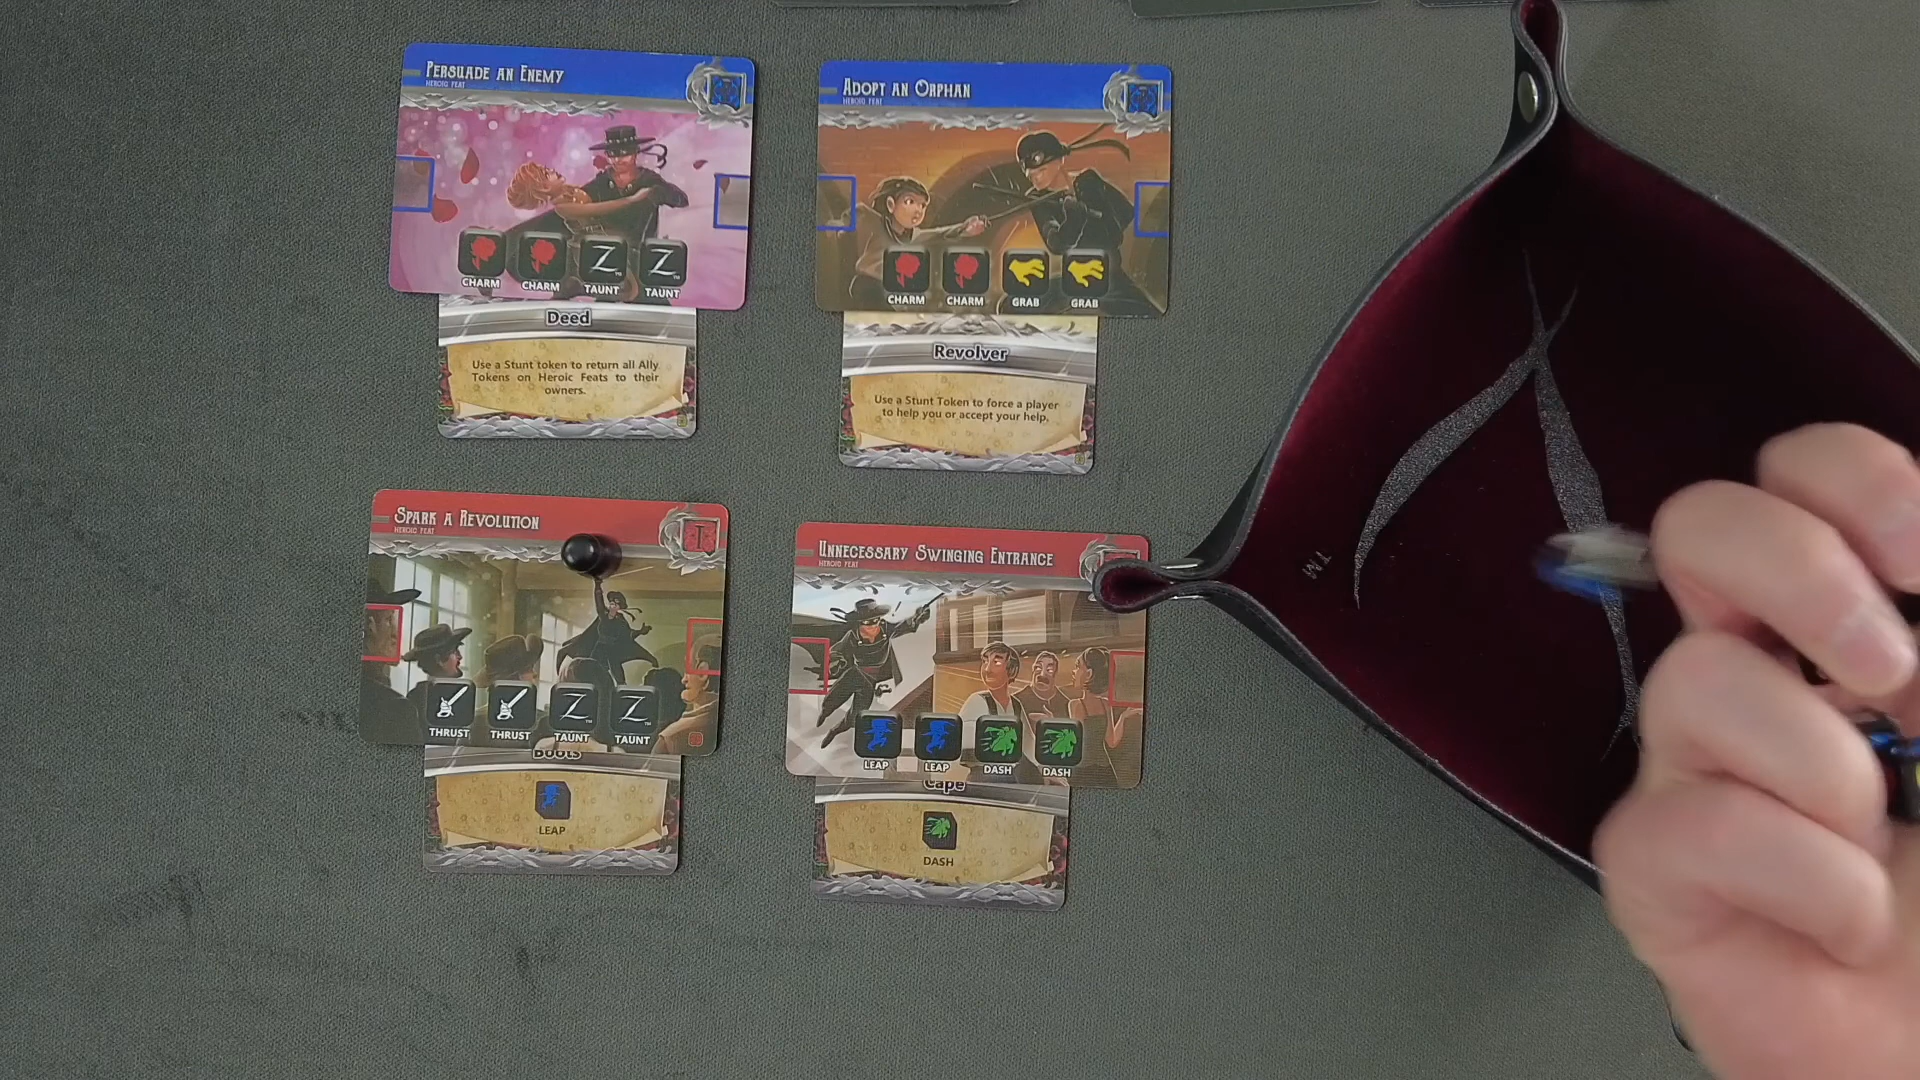 PERSUADE AN ENEMY
HEROIC FEAT
CHARM CHARM TAUNT TAUNT
Deed
Use a Stunt token to return all Ally
Tokens on Heroic Feats to their
owners.
ADOPT AN ORPHAN
HEROIC FEAT
CHARM CHARM GRAB GRAB
Revolver
Use a Stunt Token to force a player
to help you or accept your help.
SPARK A REVOLUTION
HEROIC FEAT
I
Z™ Z™
THRUST THRUST TAUNT TAUNT
Boots
LEAP
UNNECESSARY SWINGING ENTRANCE
HEROIC FEAT
LEAP LEAP DASH DASH
Cape
DASH
TM